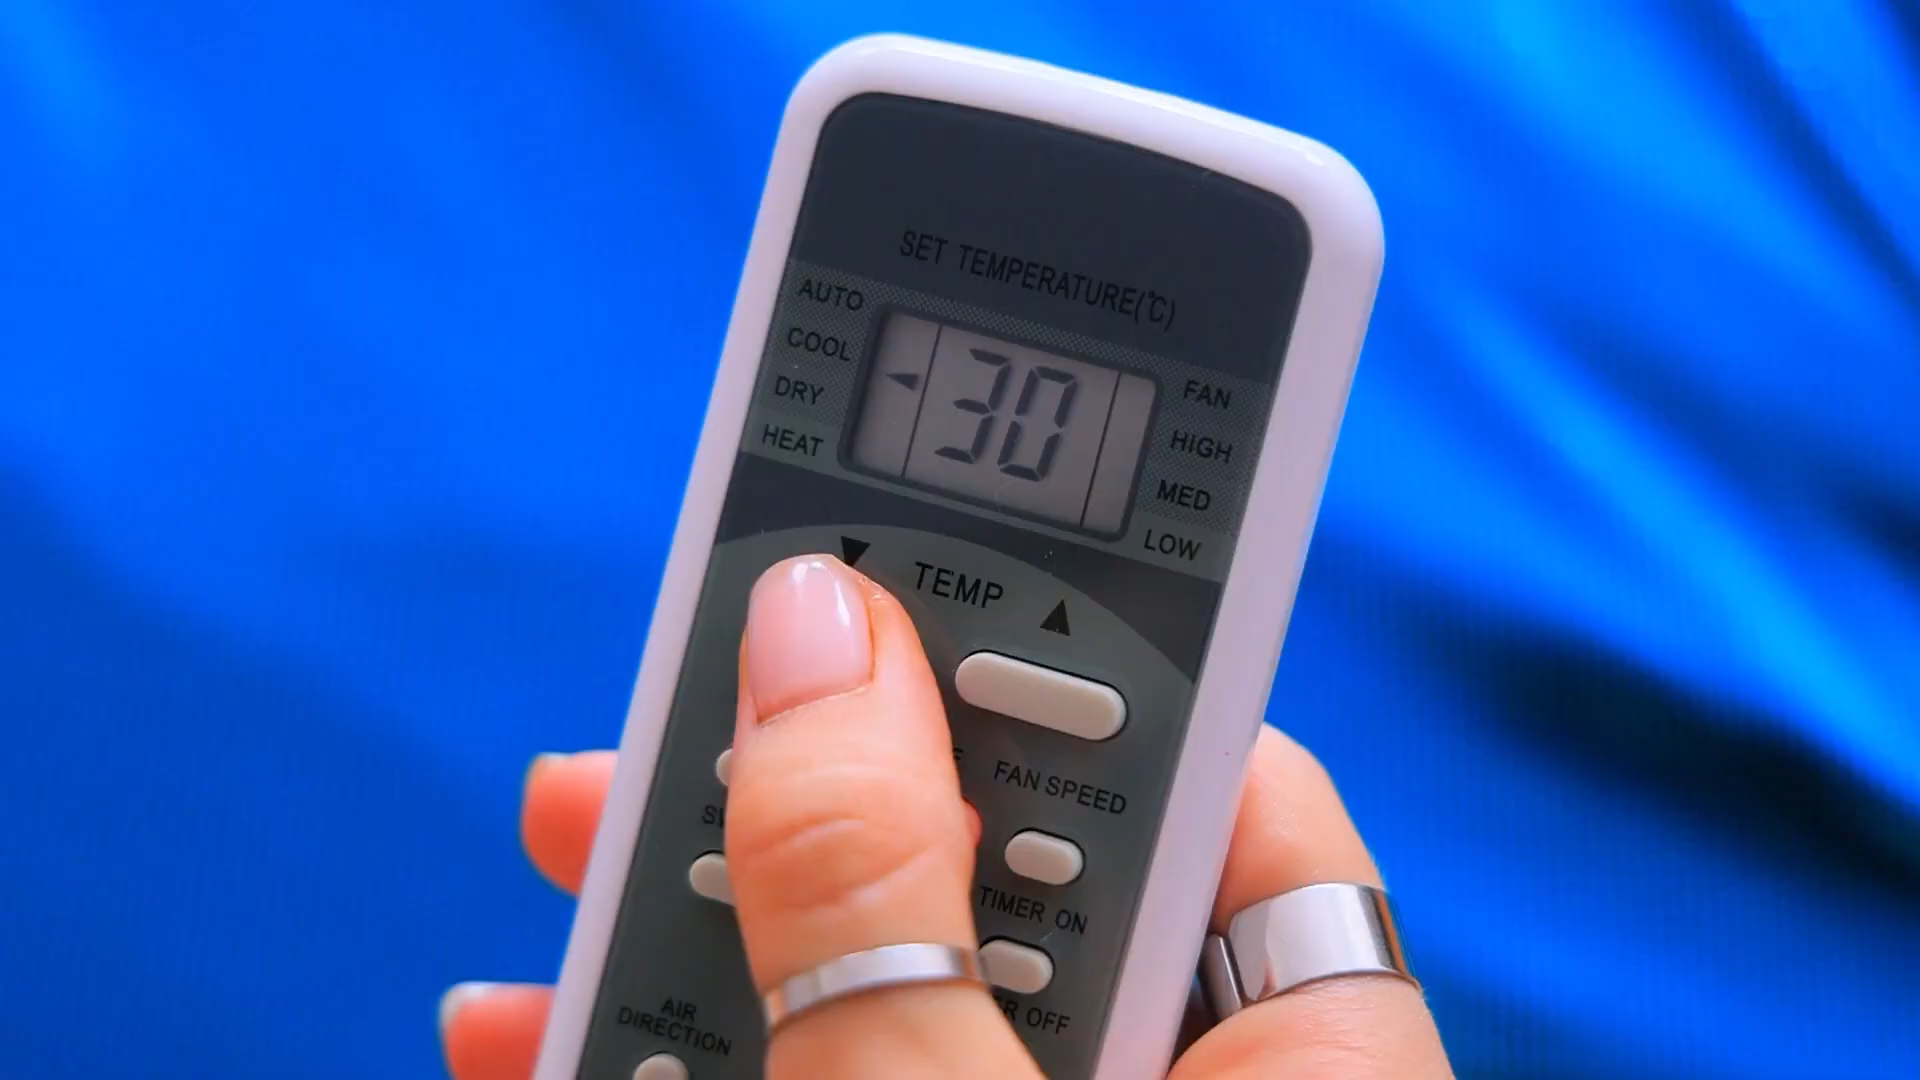 SET TEMPERATURE(°C)
AUTO
COOL
DRY
HEAT
30
FAN
HIGH
MED
LOW
TEMP
FAN SPEED
TIMER ON
OFF
AIR
DIRECTION